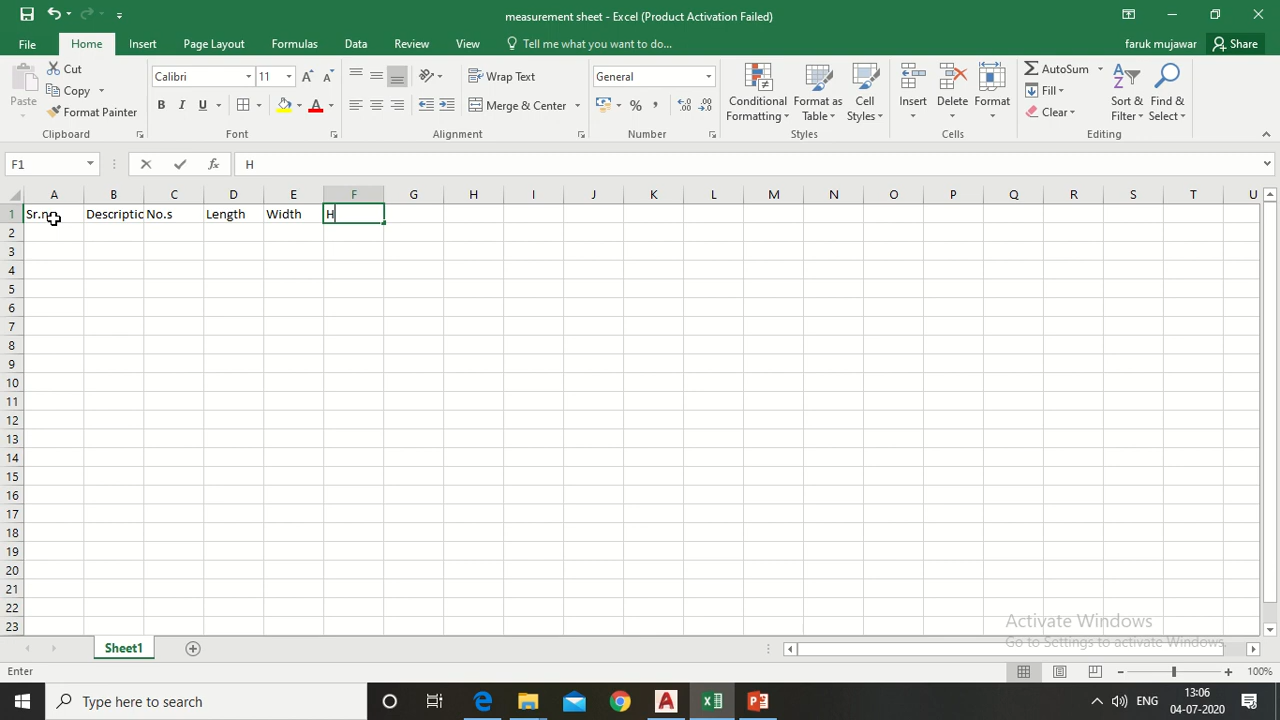 measurement sheet - Excel (Product Activation Failed)
File Home Insert Page Layout Formulas Data Review View Tell me what you want to do... faruk mujawar Share
Paste Cut Copy Format Painter
Calibri 11 A A
B I U A
Wrap Text
Merge & Center
General
% ,
Conditional Formatting Format as Table Cell Styles
Insert Delete Format
AutoSum Fill Clear
Sort & Filter Find & Select
Clipboard Font Alignment Number Styles Cells Editing
F1 fx H
A B C D E F G H I J K L M N O P Q R S T U
1 Descriptic No.s Length Width H
2
3
4
5
6
7
8
9
10
11
12
13
14
15
16
17
18
19
20
21
22
23
Activate Windows
Go to Settings to activate Windows.
Sheet1
Enter 100%
Type here to search ENG 13:06
04-07-2020